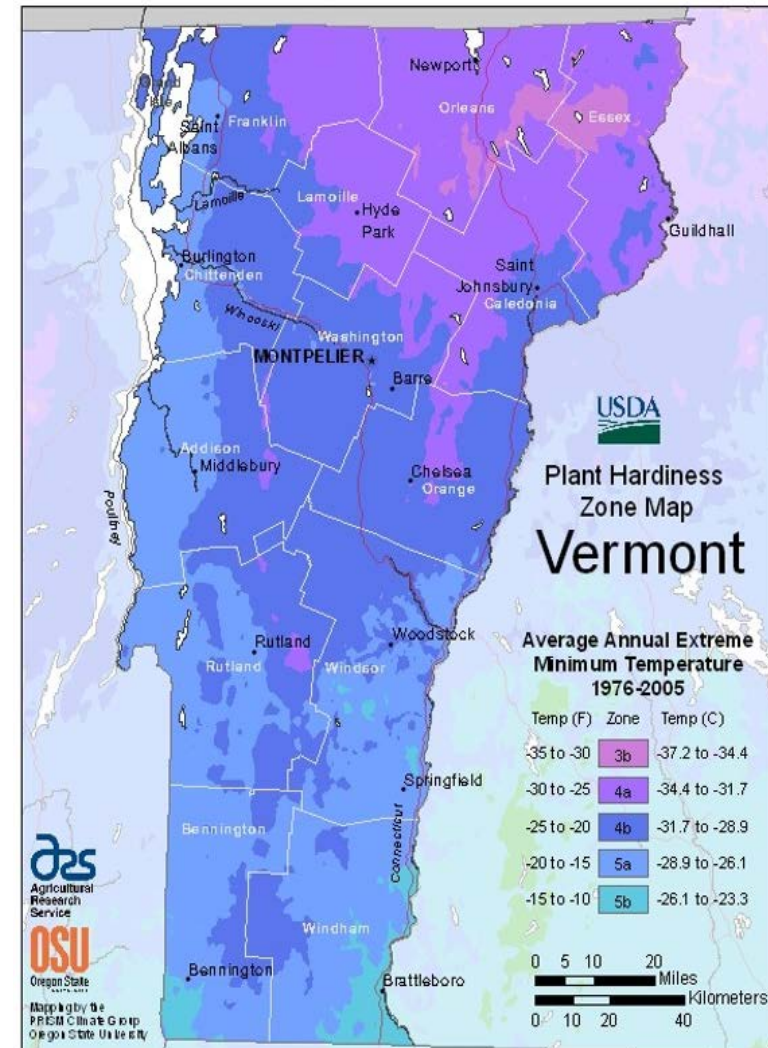 Newport
Orleans
Essex
Franklin
Saint
Albans
Lamoille
Lamoille
Hyde
Park
Guildhall
Burlington
Chittenden
Saint
Johnsbury
Caledonia
Winooski
Washington
MONTPELIER
Barre
Addison
Middlebury
Chelsea
Orange
Poultney
Rutland
Rutland
Woodstock
Windsor
Springfield
Bennington
Connecticut
Windham
Bennington
Brattleboro
USDA
Plant Hardiness
Zone Map
Vermont
Average Annual Extreme
Minimum Temperature
1976-2005
Temp (F) Zone Temp (C)
-35 to -30 3b -37.2 to -34.4
-30 to -25 4a -34.4 to -31.7
-25 to -20 4b -31.7 to -28.9
-20 to -15 5a -28.9 to -26.1
-15 to -10 5b -26.1 to -23.3
0 5 10 20
Miles
Kilometers
0 10 20 40
ars
Agricultural
Research
Service
OSU
Oregon State
Mapping by the
PRISM Climate Group
Oregon State University